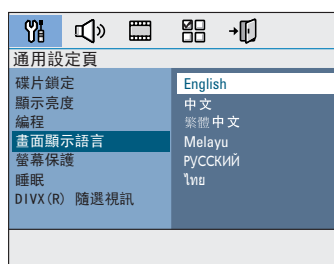 通用設定頁
碟片鎖定
顯示亮度
編程
畫面顯示語言
螢幕保護
睡眠
DIVX(R) 隨選視訊
English
中文
繁體中文
Melayu
РУССКИЙ
ไทย